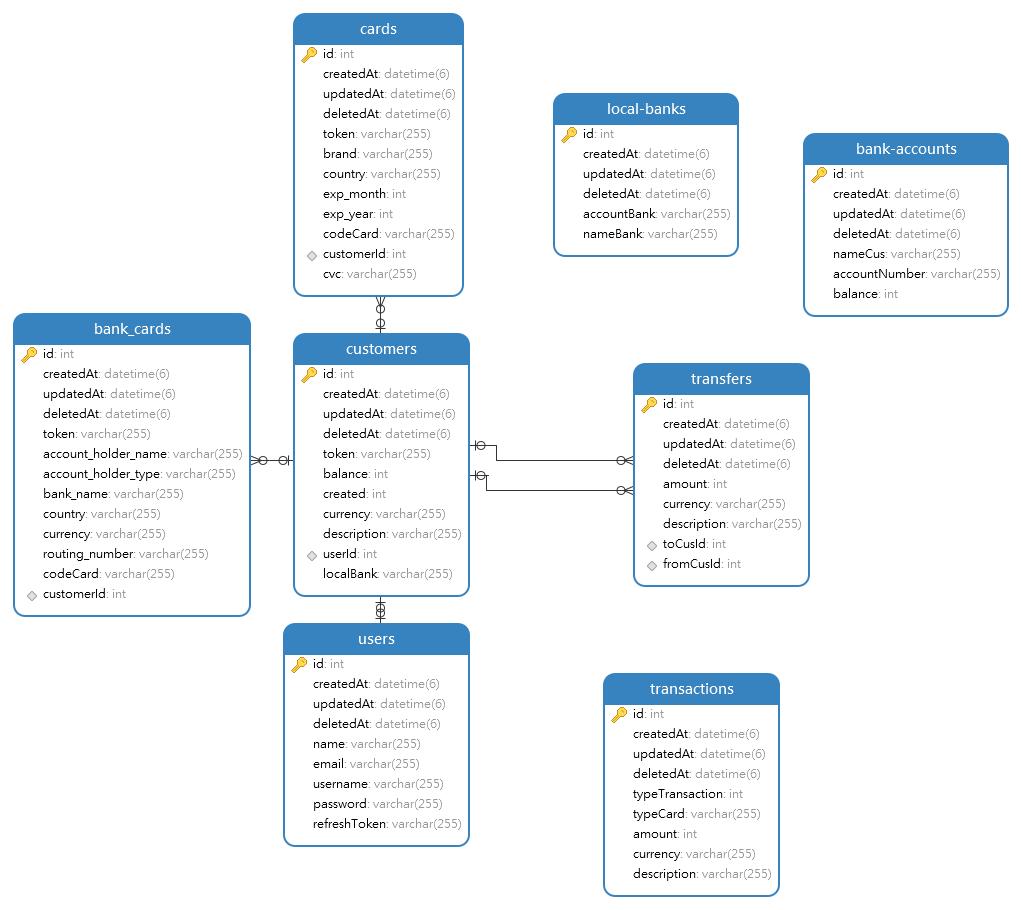 cards
id: int
createdAt: datetime(6)
updatedAt: datetime(6)
deletedAt: datetime(6)
token: varchar(255)
brand: varchar(255)
country: varchar(255)
exp_month: int
exp_year: int
codeCard: varchar(255)
customerId: int
cvc: varchar(255)
local-banks
id: int
createdAt: datetime(6)
updatedAt: datetime(6)
deletedAt: datetime(6)
accountBank: varchar(255)
nameBank: varchar(255)
bank-accounts
id: int
createdAt: datetime(6)
updatedAt: datetime(6)
deletedAt: datetime(6)
nameCus: varchar(255)
accountNumber: varchar(255)
balance: int
bank_cards
id: int
createdAt: datetime(6)
updatedAt: datetime(6)
deletedAt: datetime(6)
token: varchar(255)
account_holder_name: varchar(255)
account_holder_type: varchar(255)
bank_name: varchar(255)
country: varchar(255)
currency: varchar(255)
routing_number: varchar(255)
codeCard: varchar(255)
customerId: int
customers
id: int
createdAt: datetime(6)
updatedAt: datetime(6)
deletedAt: datetime(6)
token: varchar(255)
balance: int
created: int
currency: varchar(255)
description: varchar(255)
userId: int
localBank: varchar(255)
transfers
id: int
createdAt: datetime(6)
updatedAt: datetime(6)
deletedAt: datetime(6)
amount: int
currency: varchar(255)
description: varchar(255)
toCusId: int
fromCusId: int
users
id: int
createdAt: datetime(6)
updatedAt: datetime(6)
deletedAt: datetime(6)
name: varchar(255)
email: varchar(255)
username: varchar(255)
password: varchar(255)
refreshToken: varchar(255)
transactions
id: int
createdAt: datetime(6)
updatedAt: datetime(6)
deletedAt: datetime(6)
typeTransaction: int
typeCard: varchar(255)
amount: int
currency: varchar(255)
description: varchar(255)